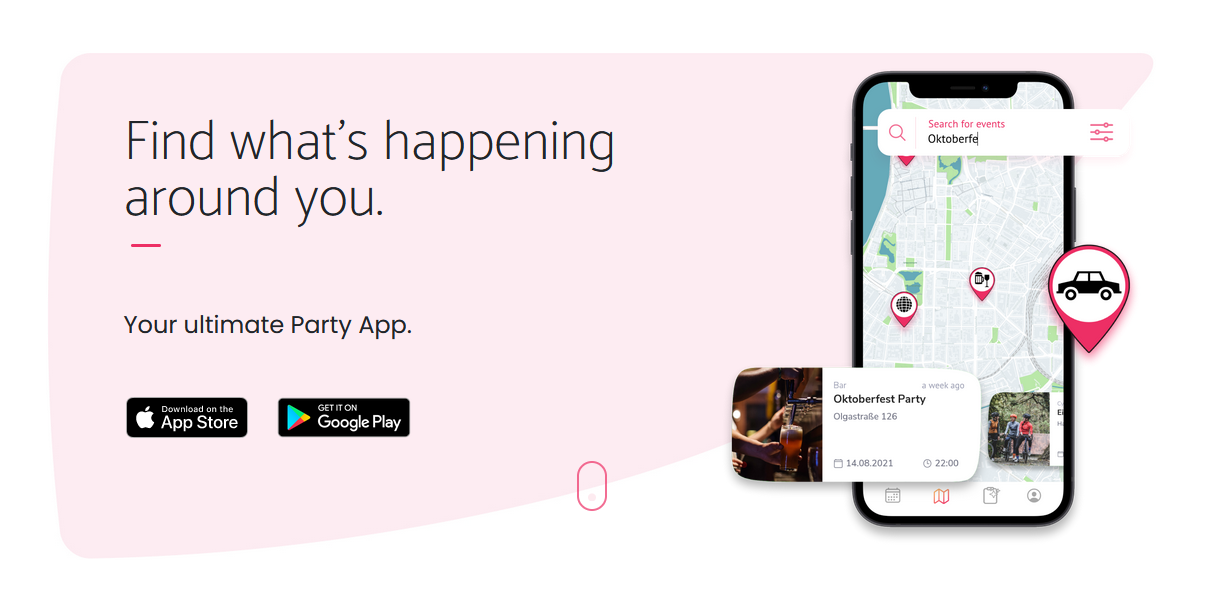 Find what’s happening
around you.
Your ultimate Party App.
Download on the
App Store
GET IT ON
Google Play
Search for events
Oktoberfe
Bar
a week ago
Oktoberfest Party
Olgastraße 126
14.08.2021
22:00